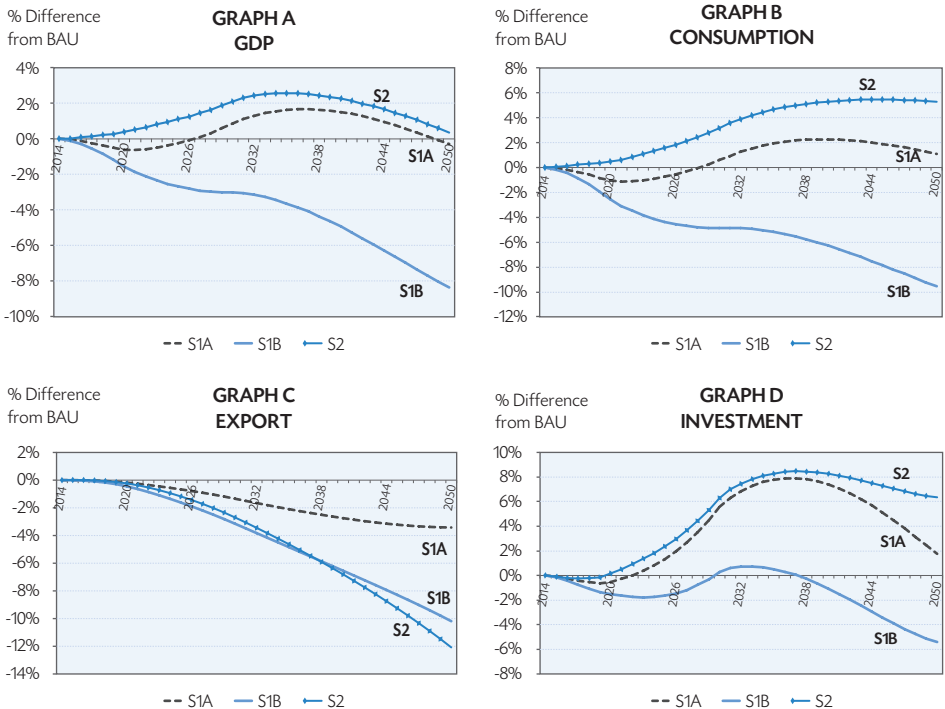 % Difference
from BAU
GRAPH A
GDP
4%
2%
0%
-2%
-4%
-6%
-8%
-10%
2014
2020
2026
2032
2038
2044
2050
S2
S1A
S1B
S1A S1B S2
% Difference
from BAU
GRAPH B
CONSUMPTION
8%
6%
4%
2%
0%
-2%
-4%
-6%
-8%
-10%
-12%
2014
2020
2026
2032
2038
2044
2050
S2
S1A
S1B
S1A S1B S2
% Difference
from BAU
GRAPH C
EXPORT
2%
0%
-2%
-4%
-6%
-8%
-10%
-12%
-14%
2014
2020
2026
2032
2038
2044
2050
S1A
S1B
S2
S1A S1B S2
% Difference
from BAU
GRAPH D
INVESTMENT
10%
8%
6%
4%
2%
0%
-2%
-4%
-6%
-8%
2014
2020
2026
2032
2038
2044
2050
S2
S1A
S1B
S1A S1B S2